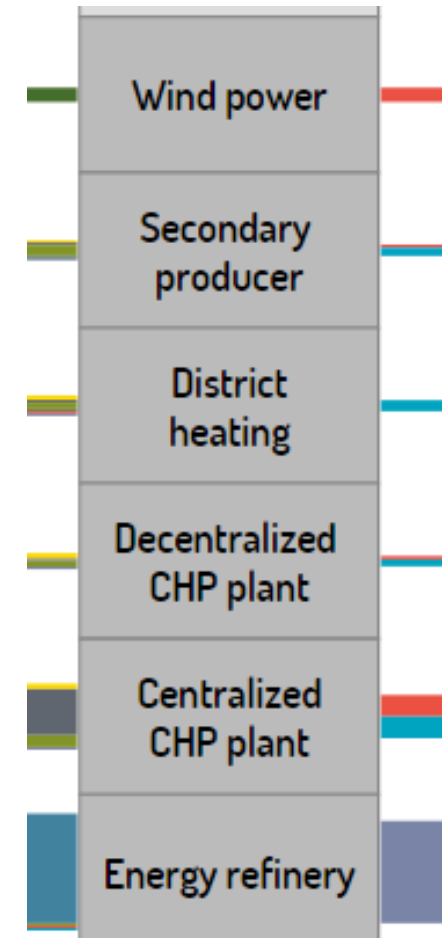 Wind power
Secondary
producer
District
heating
Decentralized
CHP plant
Centralized
CHP plant
Energy refinery